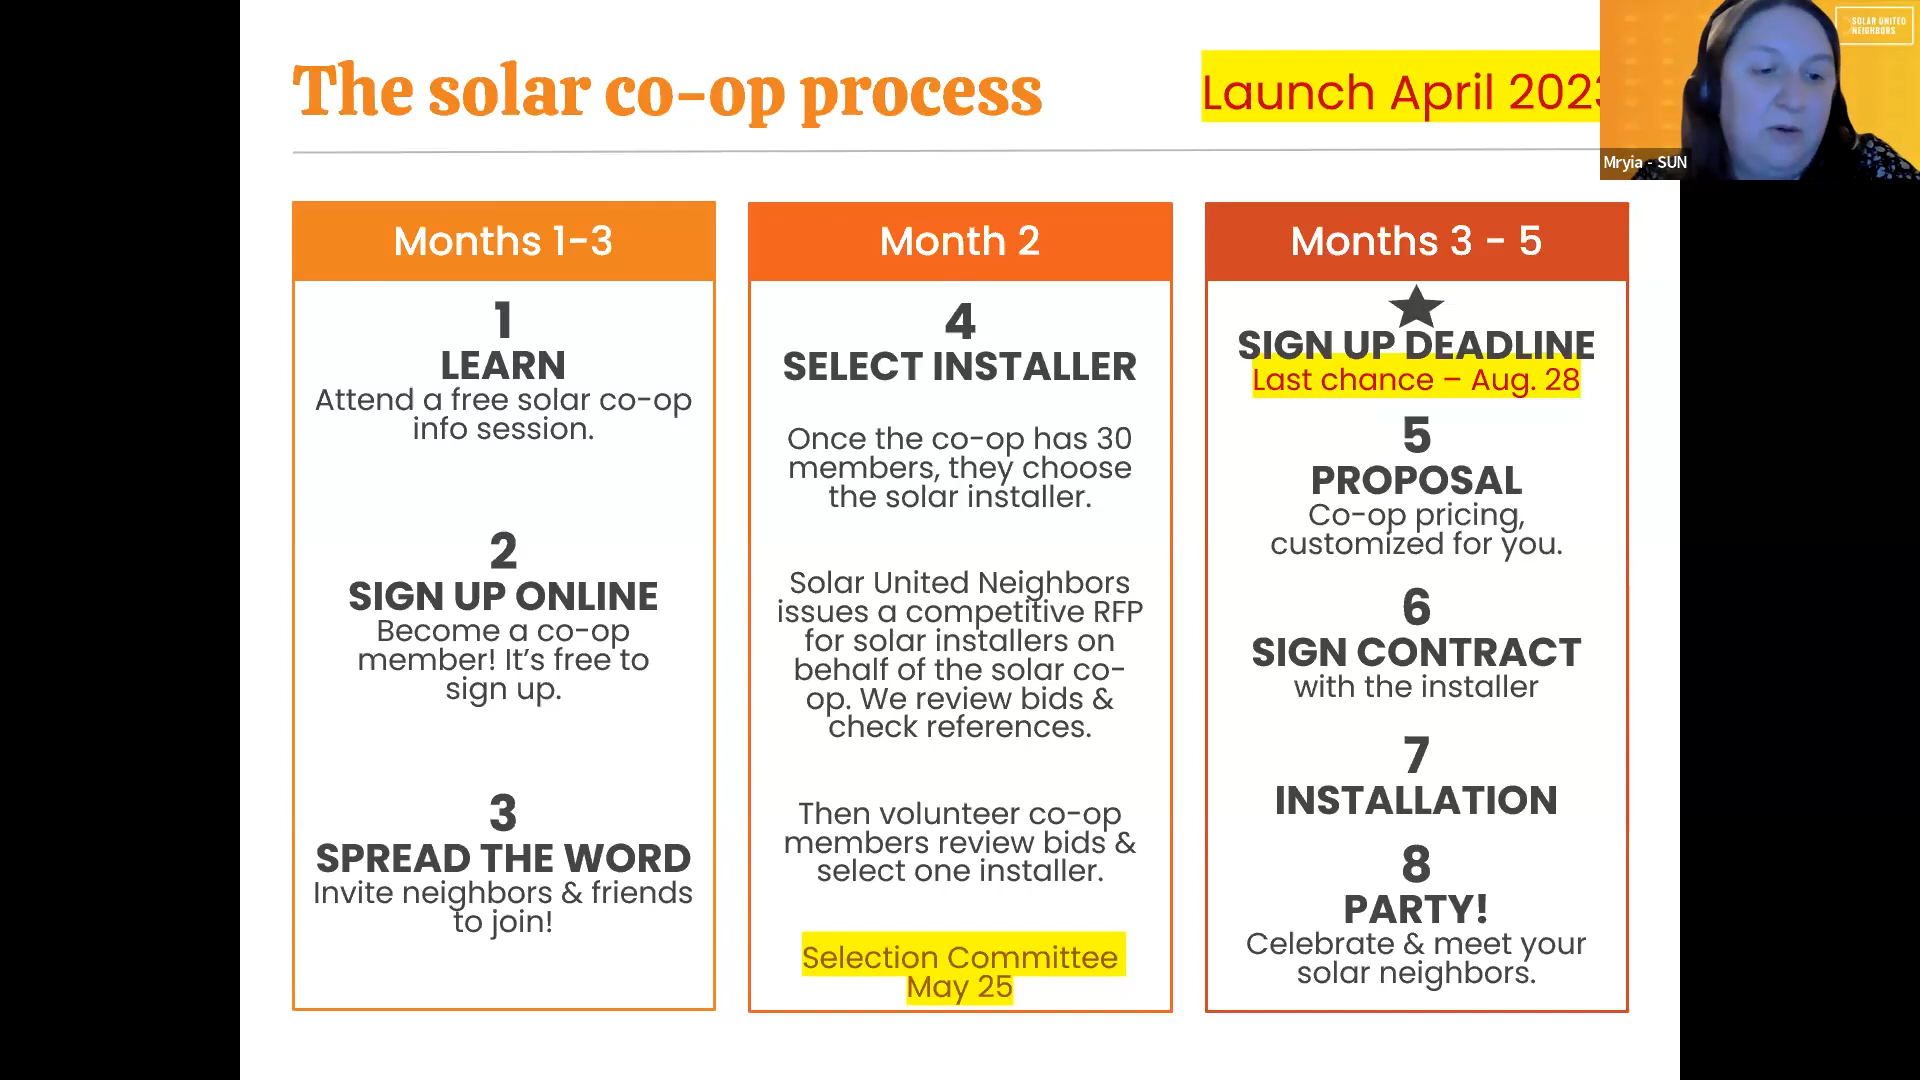 The solar co-op process
Launch April 2023
SOLAR UNITED
NEIGHBORS
Mryia - SUN
Months 1-3
1
LEARN
Attend a free solar co-op
info session.
2
SIGN UP ONLINE
Become a co-op
member! It's free to
sign up.
3
SPREAD THE WORD
Invite neighbors & friends
to join!
Month 2
4
SELECT INSTALLER
Once the co-op has 30
members, they choose
the solar installer.
Solar United Neighbors
issues a competitive RFP
for solar installers on
behalf of the solar co-
op. We review bids &
check references.
Then volunteer co-op
members review bids &
select one installer.
Selection Committee
May 25
Months 3 - 5
SIGN UP DEADLINE
Last chance – Aug. 28
5
PROPOSAL
Co-op pricing,
customized for you.
6
SIGN CONTRACT
with the installer
7
INSTALLATION
8
PARTY!
Celebrate & meet your
solar neighbors.